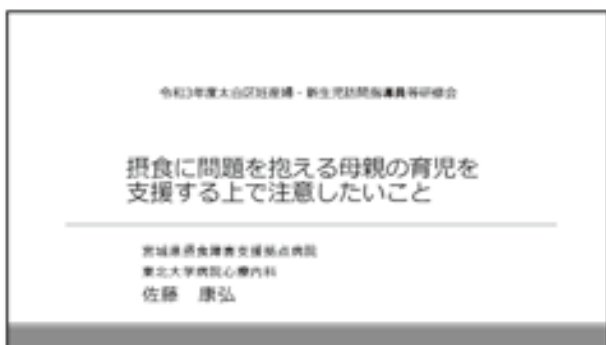 令和3年度太白区妊産婦・新生児訪問指導員等研修会
摂食に問題を抱える母親の育児を
支援する上で注意したいこと
宮城県摂食障害支援拠点病院
東北大学病院心療内科
佐藤 康弘